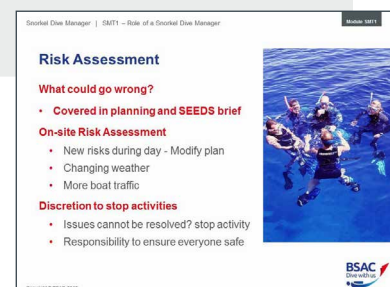 Snorkel Dive Manager | SMT1 – Role of a Snorkel Dive Manager
Module SMT1
Risk Assessment
What could go wrong?
• Covered in planning and SEEDS brief
On-site Risk Assessment
• New risks during day - Modify plan
• Changing weather
• More boat traffic
Discretion to stop activities
• Issues cannot be resolved? stop activity
• Responsibility to ensure everyone safe
BSAC
Dive with us